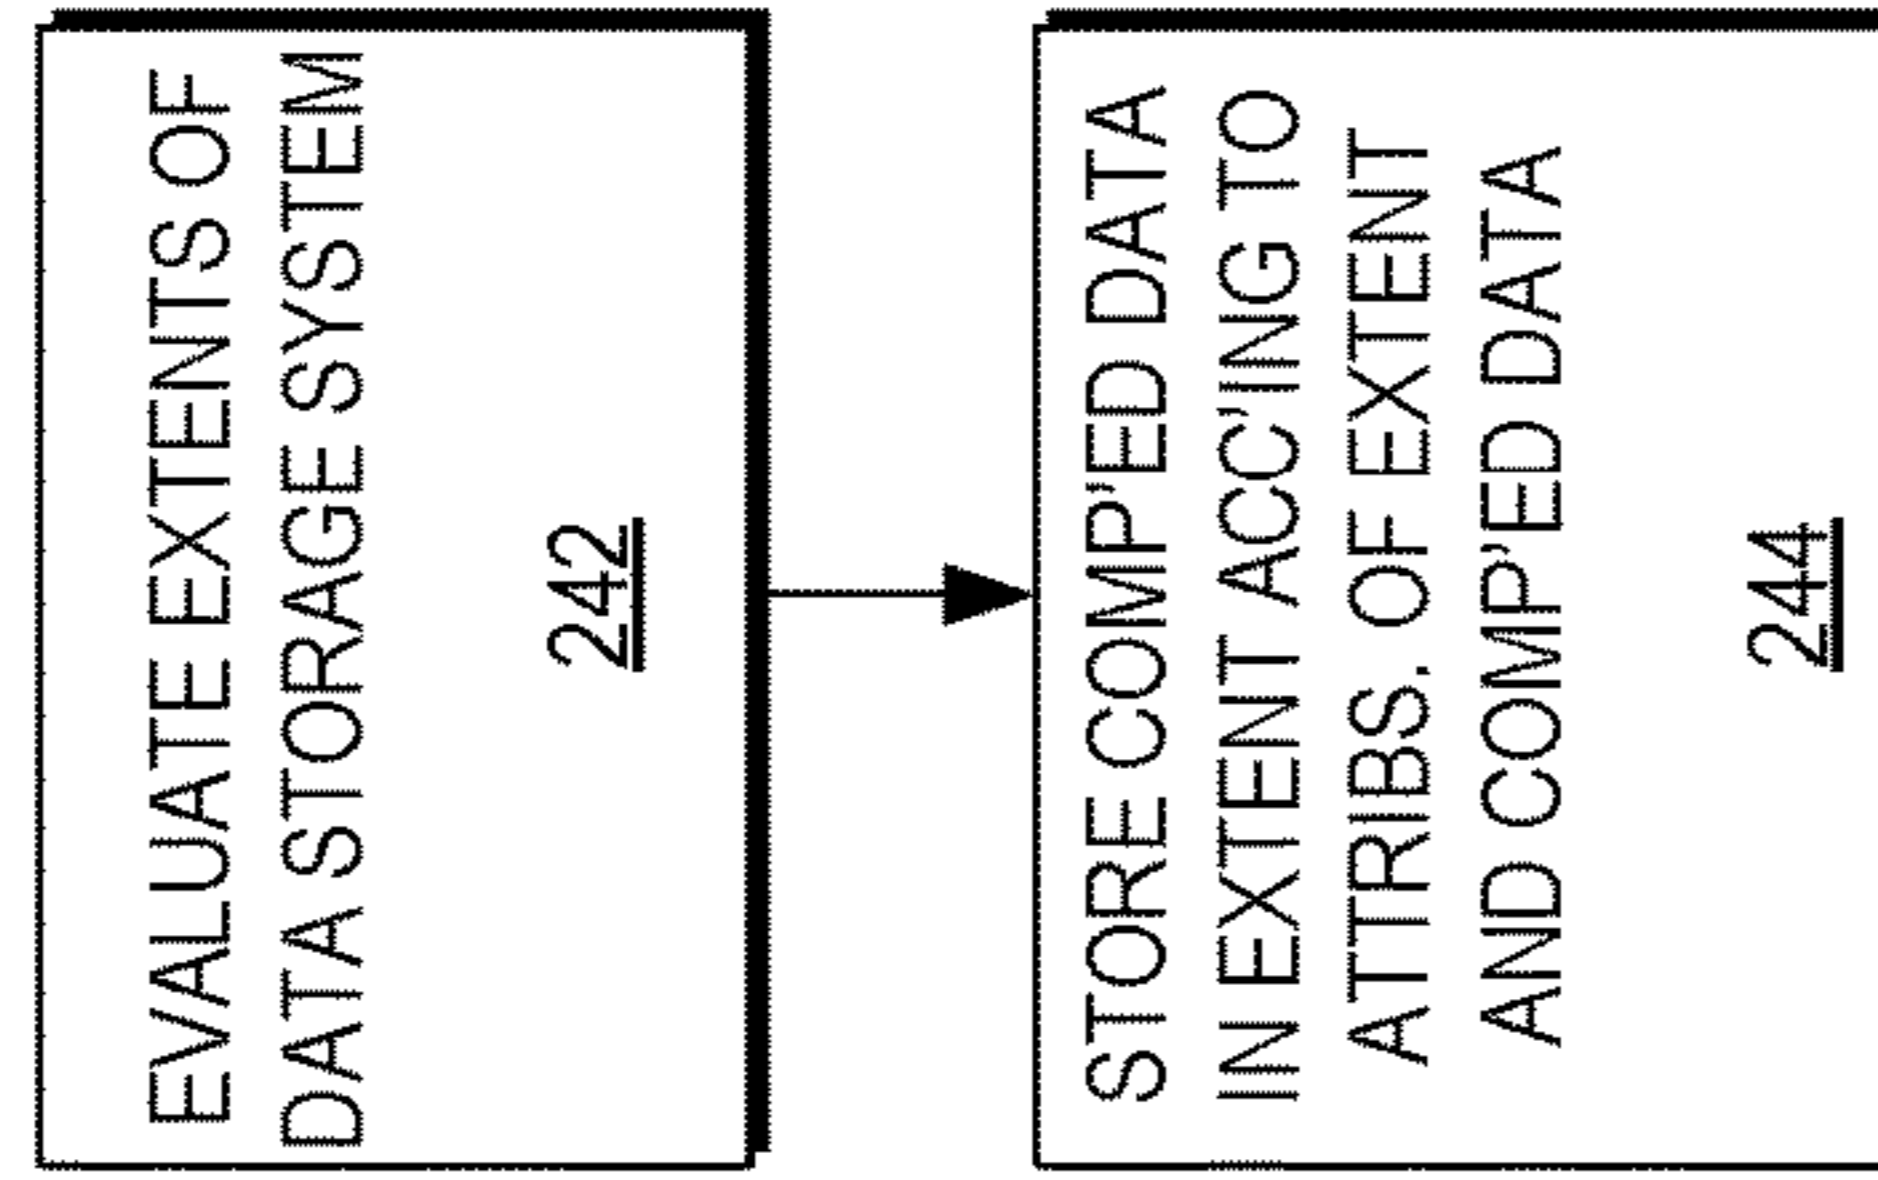 EVALUATE EXTENTS OF
DATA STORAGE SYSTEM
242
STORE COMP'ED DATA
IN EXTENT ACC'ING TO
ATTRIBS. OF EXTENT
AND COMP'ED DATA
244